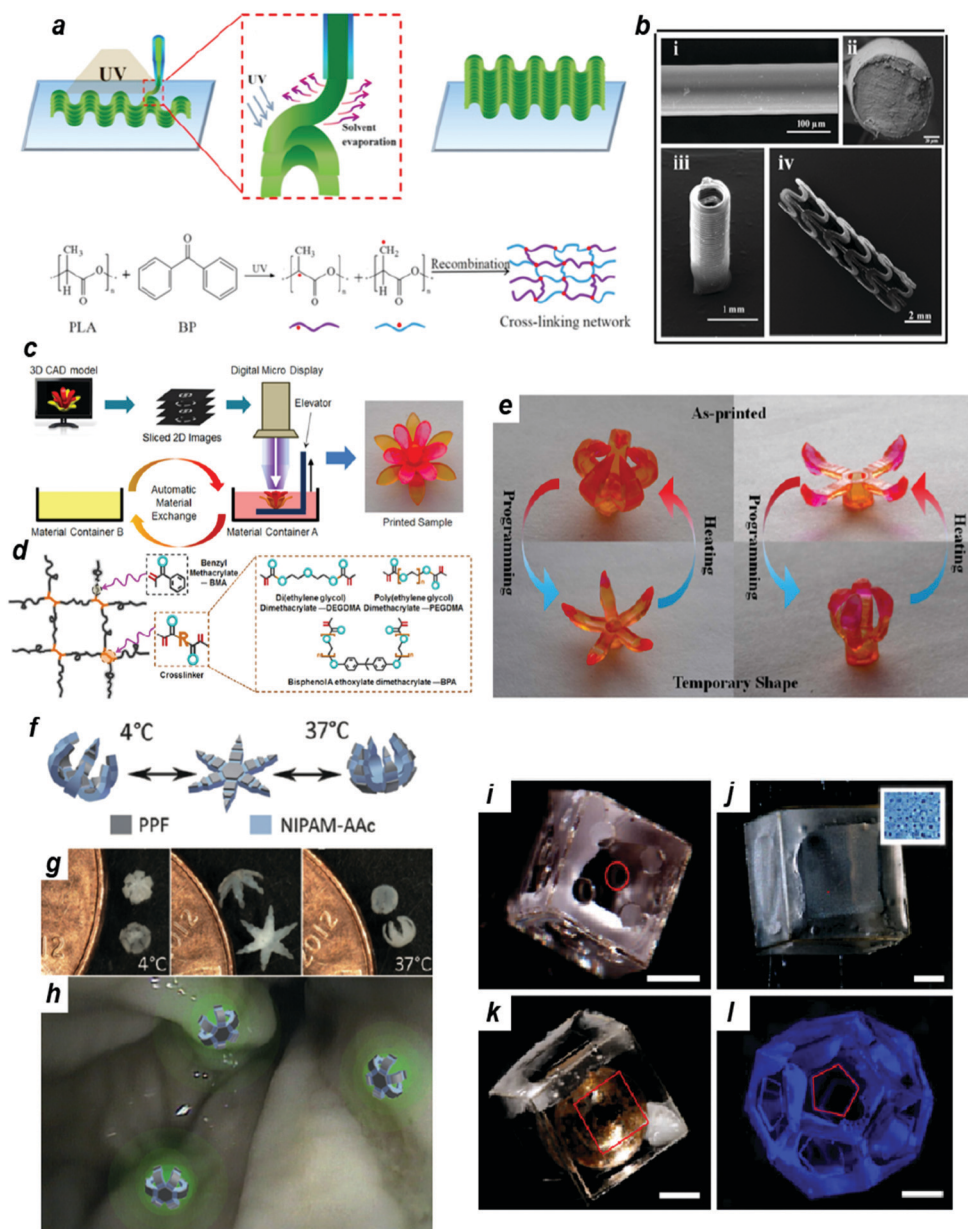 a
UV
UV
Solvent
evaporation
b
i
100 µm
ii
iii
1 mm
iv
2 mm
CH3
O
H
O
n
+
O
UV
CH3
O
H
O
n
+
CH2
O
H
O
n
Recombination
PLA
BP
Cross-linking network
c
3D CAD model
Sliced 2D Images
Digital Micro Display
Elevator
Automatic
Material
Exchange
Material Container B
Material Container A
Printed Sample
d
Benzyl
Methacrylate
—BMA
R
Crosslinker
n
Di(ethylene glycol)
Dimethacrylate —DEGDMA
Poly(ethylene glycol)
Dimethacrylate —PEGDMA
n
n
Bisphenol A ethoxylate dimethacrylate —BPA
e
As-printed
Programming
Heating
Programming
Heating
Temporary Shape
f
4°C
37°C
PPF
NIPAM-AAc
g
4°C
2012
2012
37°C
h
i
j
k
l